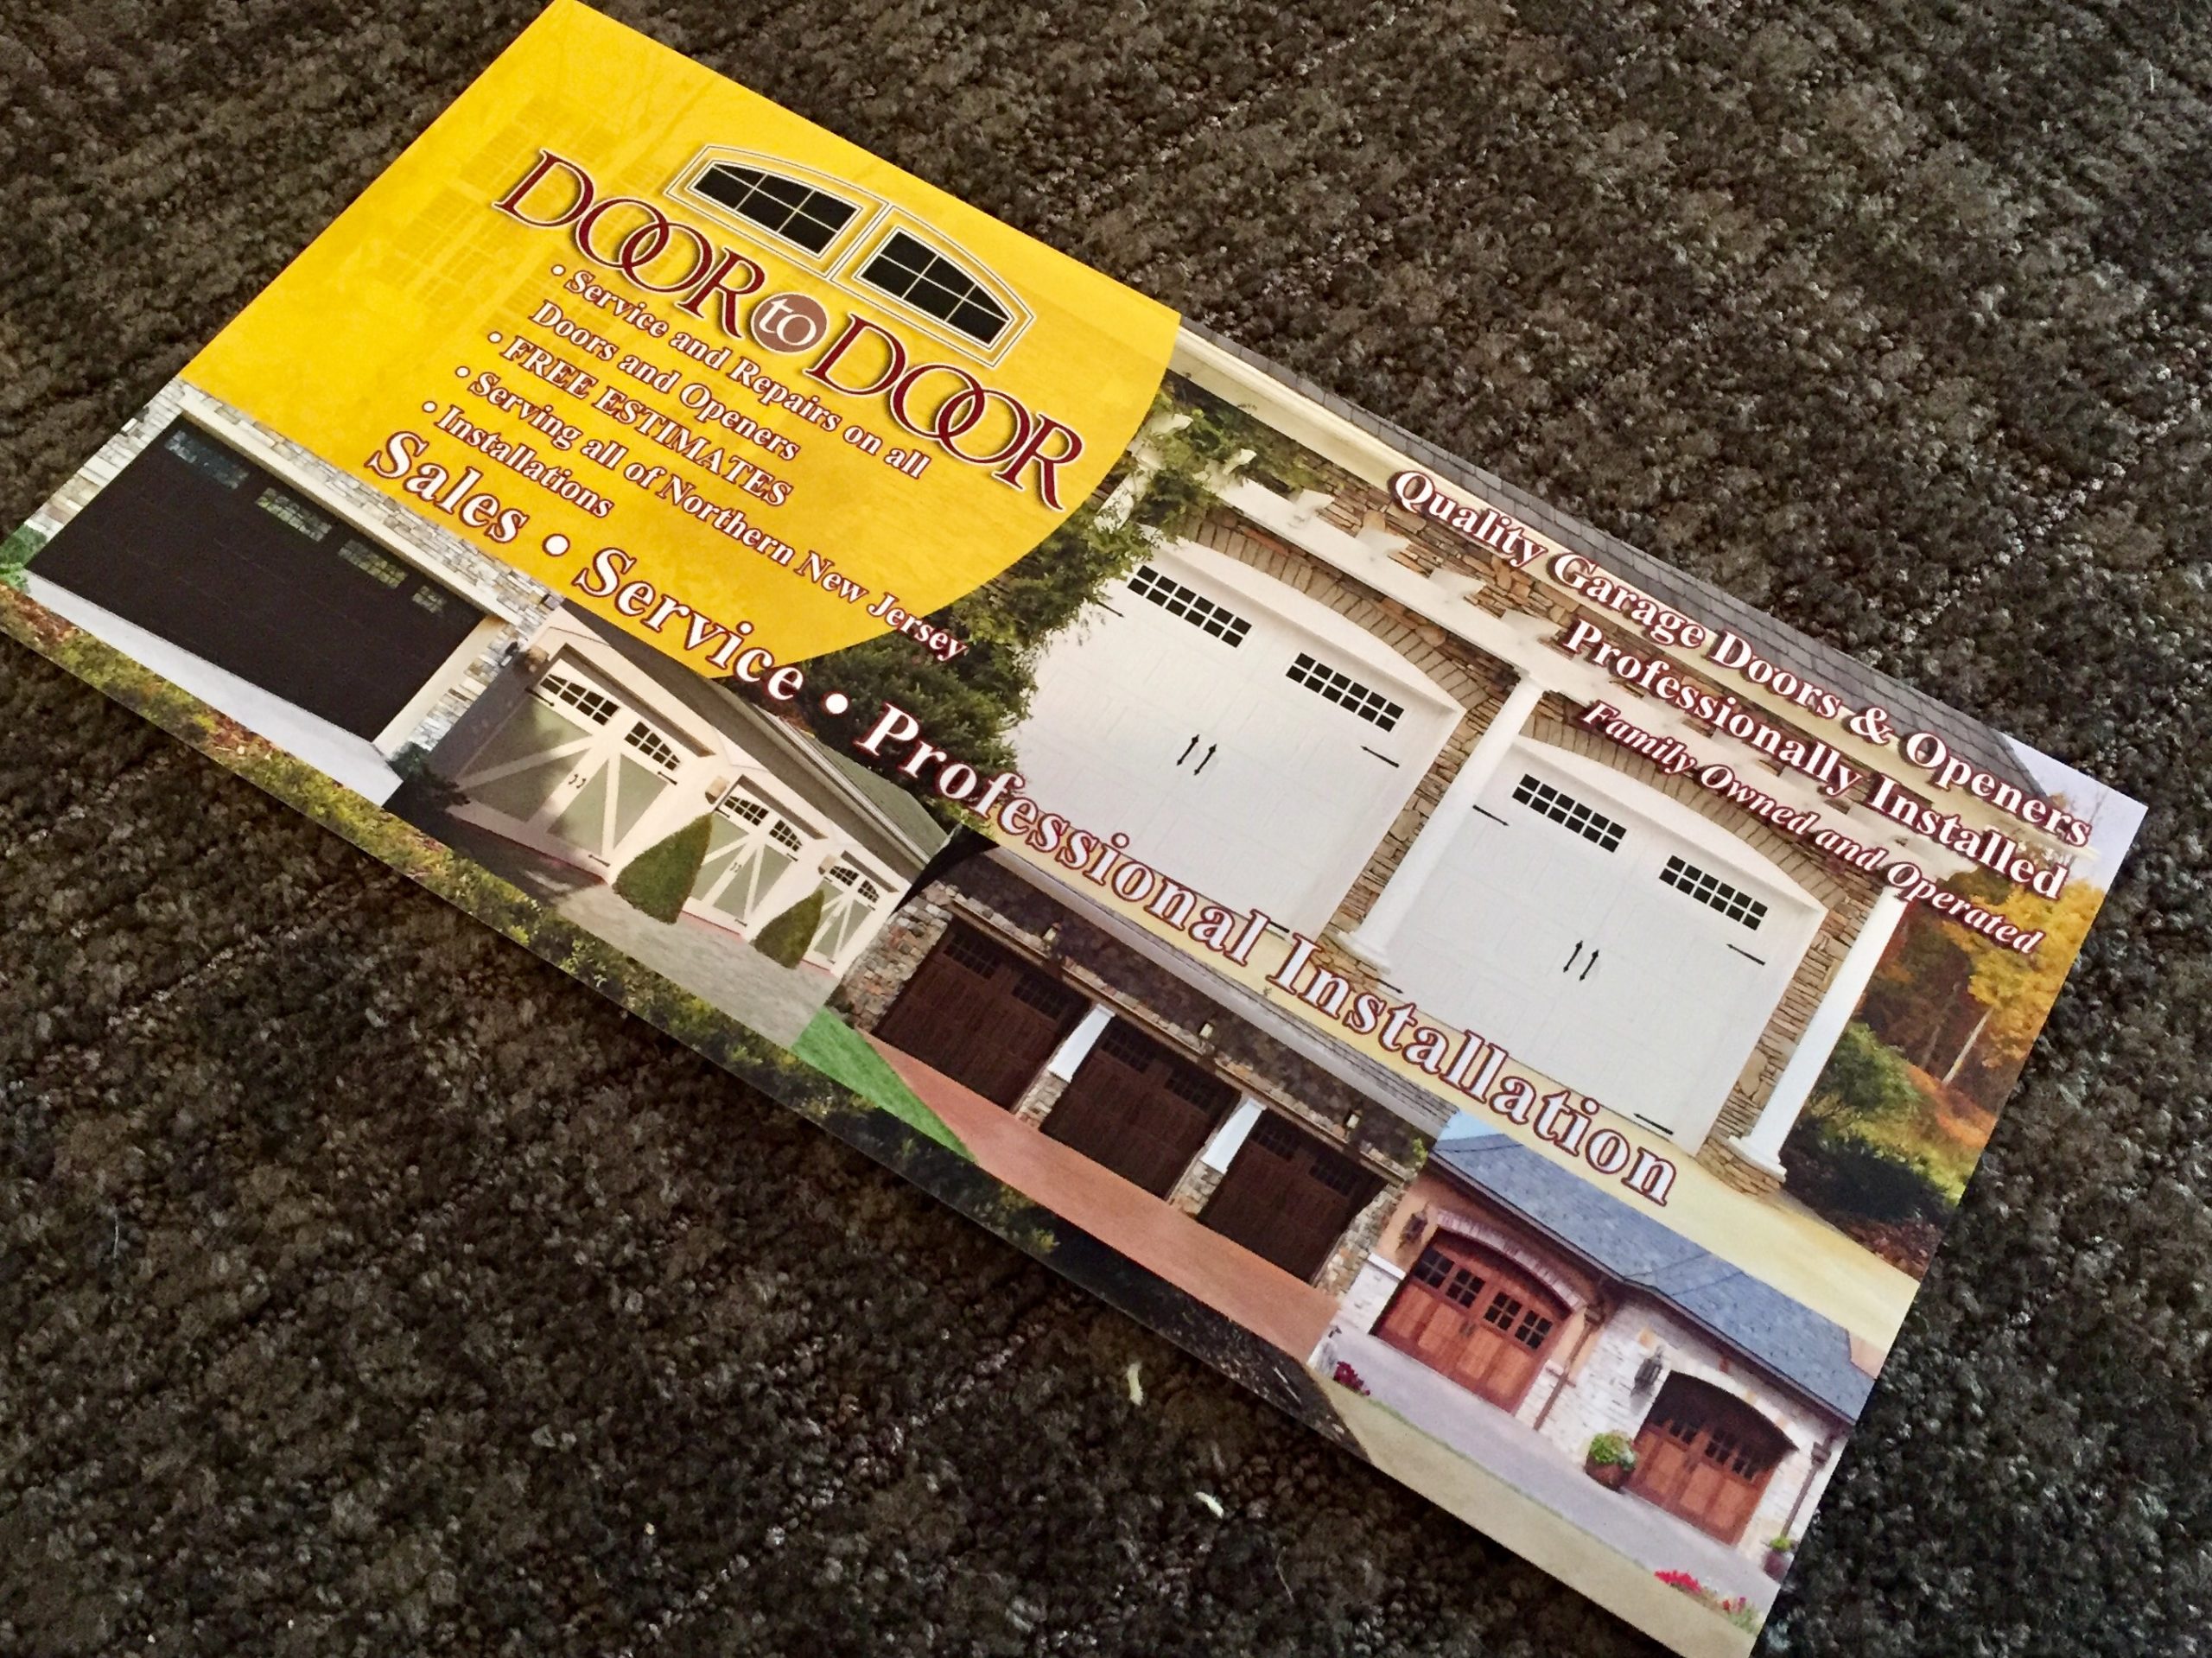 DOOR to DOOR
• Service and Repairs on all
Doors and Openers
• FREE ESTIMATES
• Serving all of Northern New Jersey
• Installations
Sales • Service • Professional Installation
Quality Garage Doors & Openers
Professionally Installed
Family Owned and Operated